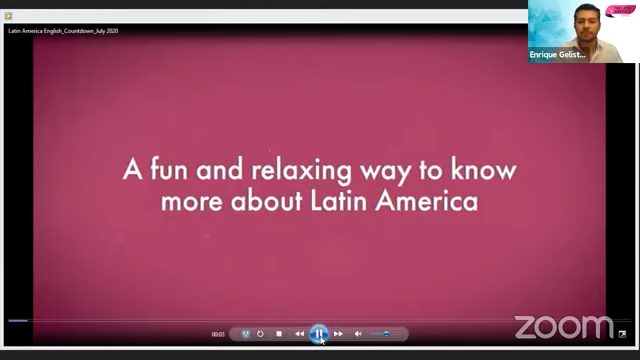 Latin America English_Countdown_July 2020
Enrique Gelist...
A fun and relaxing way to know
more about Latin America
00:03
zoom